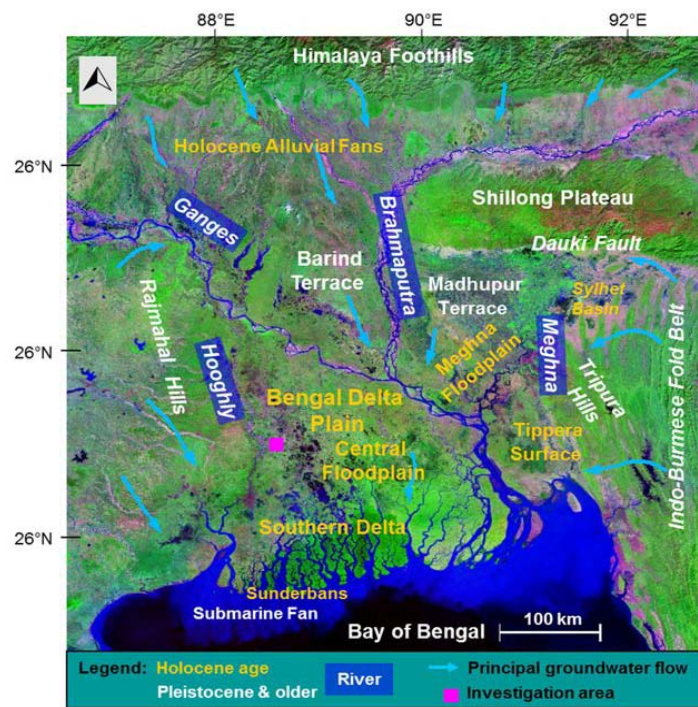 88°E
90°E
92°E
Himalaya Foothills
26°N
Holocene Alluvial Fans
Shillong Plateau
Ganges
Brahmaputra
Dauki Fault
Barind
Terrace
Madhupur
Terrace
Sylhet
Basin
Rajmahal Hills
26°N
Hooghly
Meghna
Floodplain
Meghna
Tripura
Hills
Indo-Burmese Fold Belt
Bengal Delta
Plain
Central
Floodplain
Tippera
Surface
26°N
Southern Delta
Sunderbans
Submarine Fan
Bay of Bengal
100 km
Legend:
Holocene age
Pleistocene & older
River
Principal groundwater flow
Investigation area